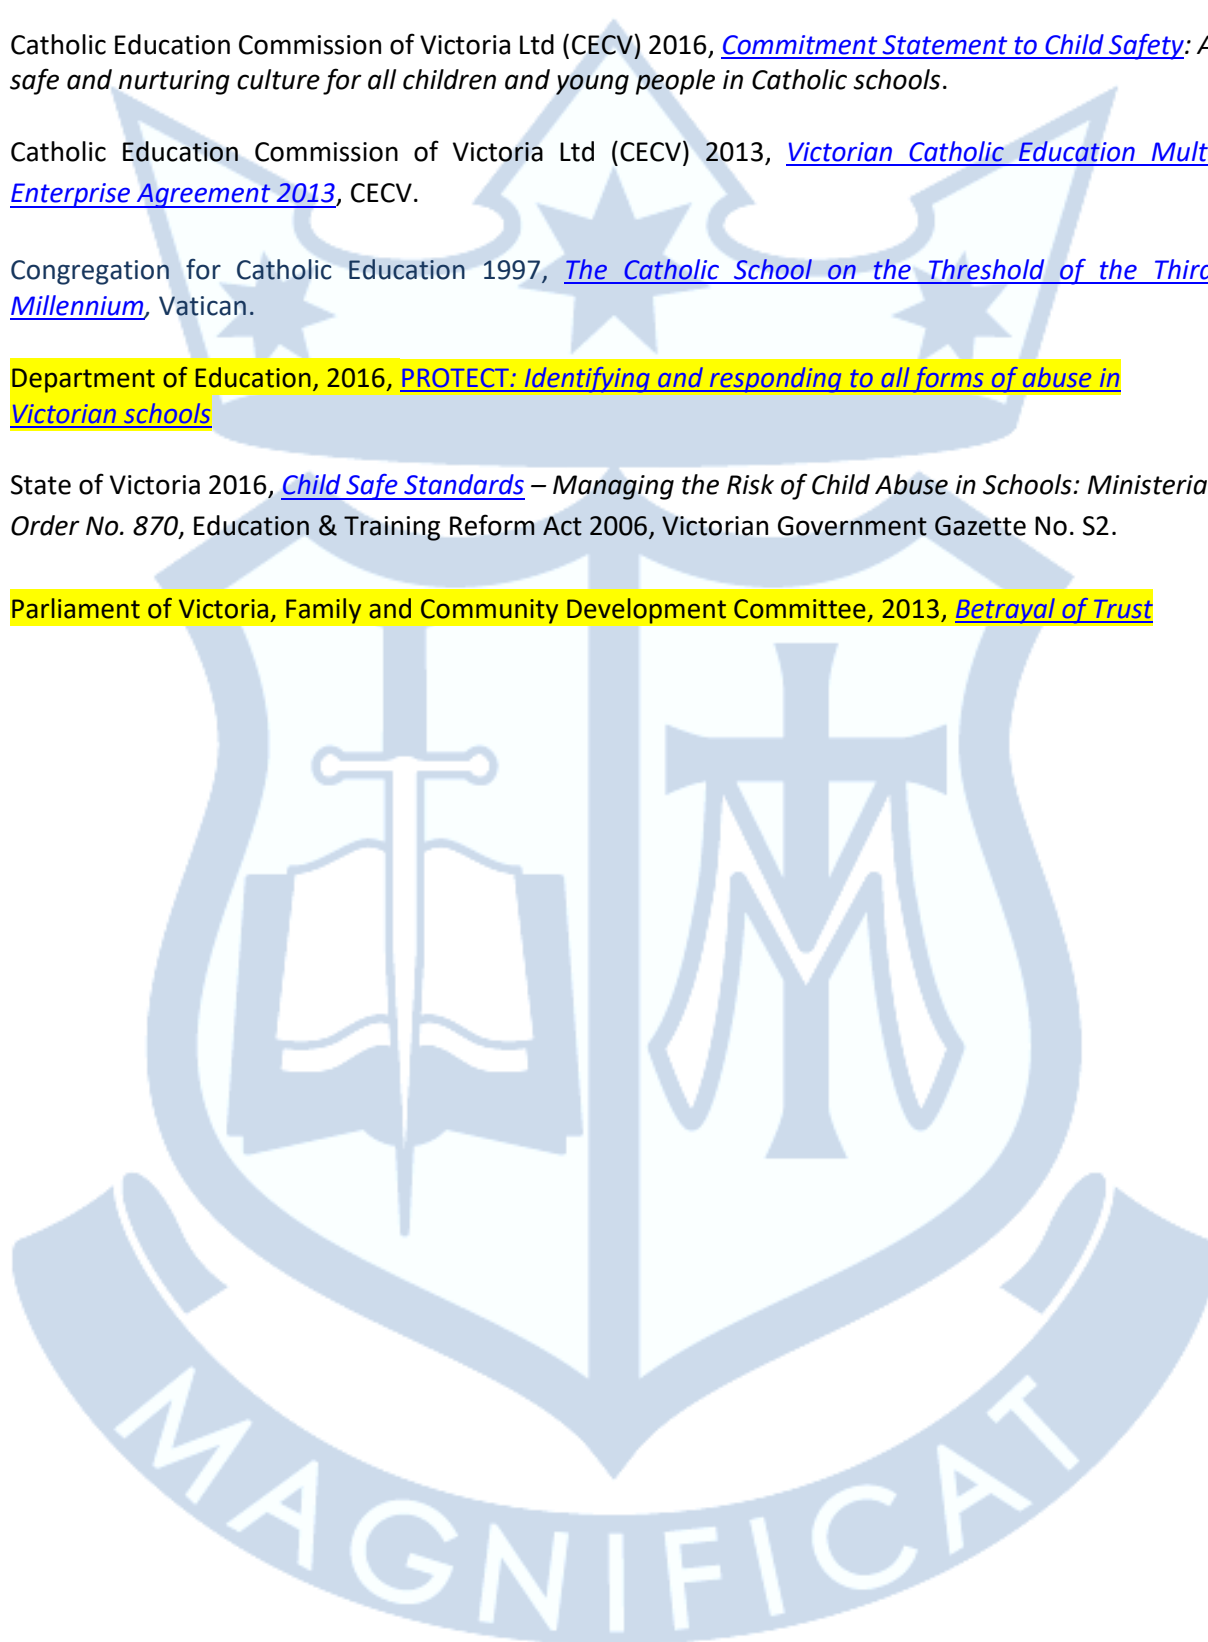 Catholic Education Commission of Victoria Ltd (CECV) 2016, Commitment Statement to Child Safety: A
safe and nurturing culture for all children and young people in Catholic schools.
Catholic Education Commission of Victoria Ltd (CECV) 2013, Victorian Catholic Education Mult
Enterprise Agreement 2013, CECV.
Congregation for Catholic Education 1997, The Catholic School on the Threshold of the Third
Millennium, Vatican.
Department of Education, 2016, PROTECT: Identifying and responding to all forms of abuse in
Victorian schools
State of Victoria 2016, Child Safe Standards – Managing the Risk of Child Abuse in Schools: Ministeria
Order No. 870, Education & Training Reform Act 2006, Victorian Government Gazette No. S2.
Parliament of Victoria, Family and Community Development Committee, 2013, Betrayal of Trust
MAGNIFICAT